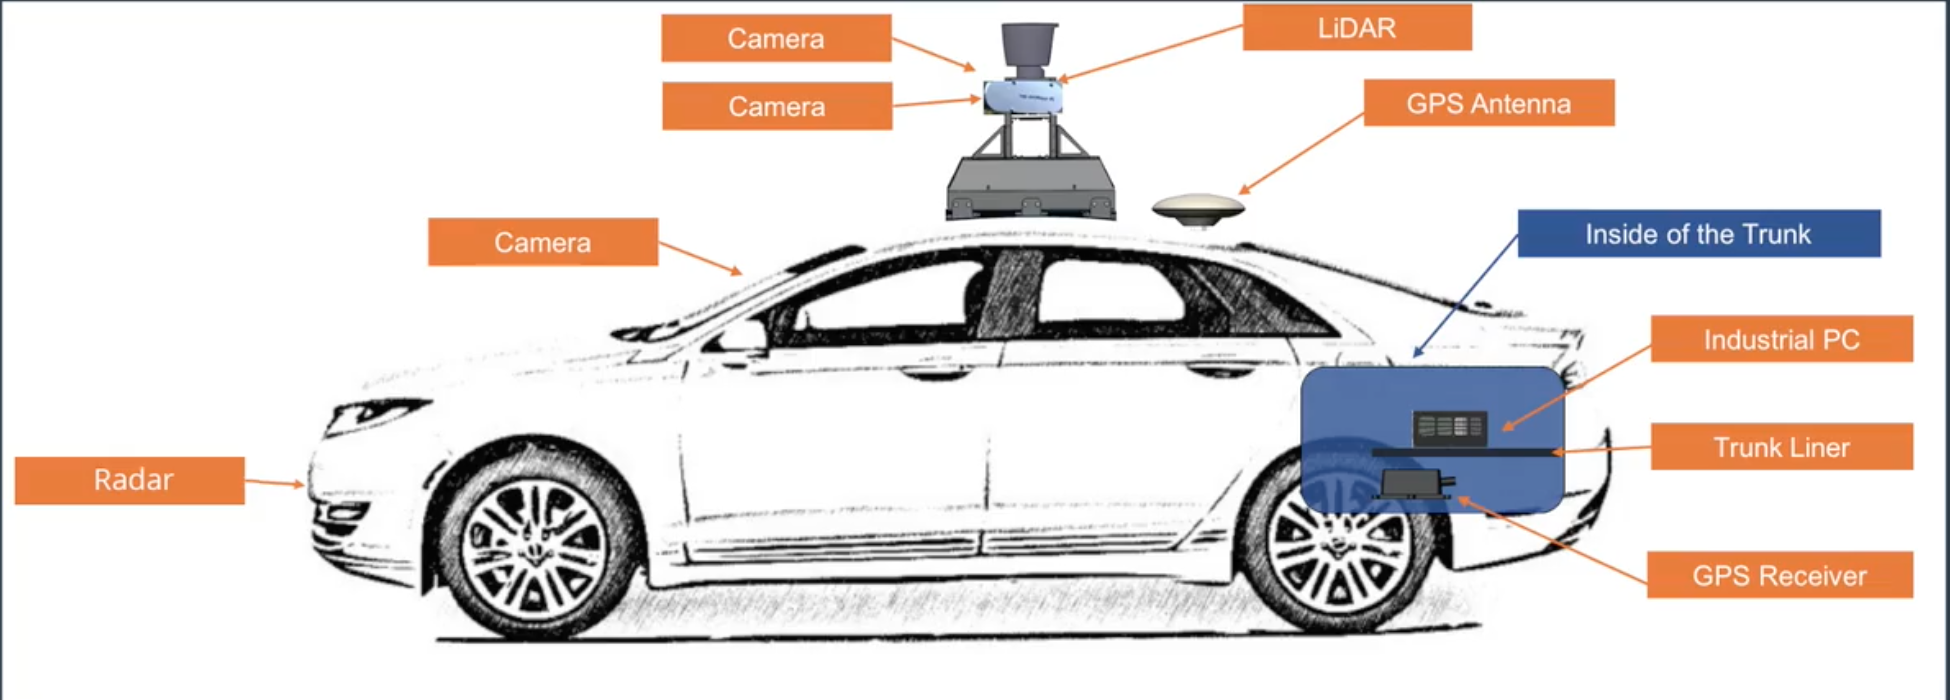 Camera
LiDAR
Camera
GPS Antenna
Camera
Inside of the Trunk
Industrial PC
Trunk Liner
Radar
GPS Receiver